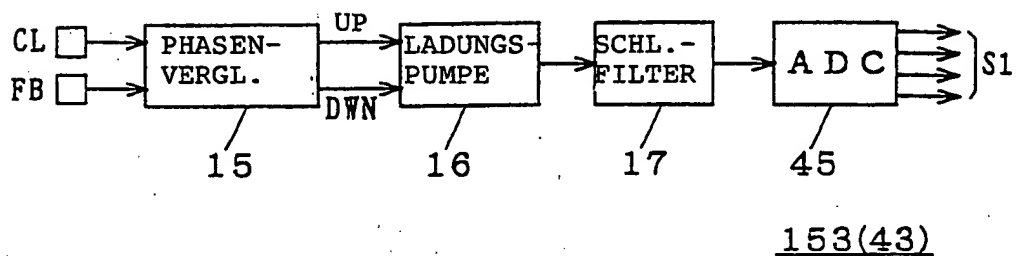 CL
FB
PHASEN-
VERGL.
UP
DWN
LADUNGS-
PUMPE
SCHL.-
FILTER
A D C
S1
15
16
17
45
153(43)